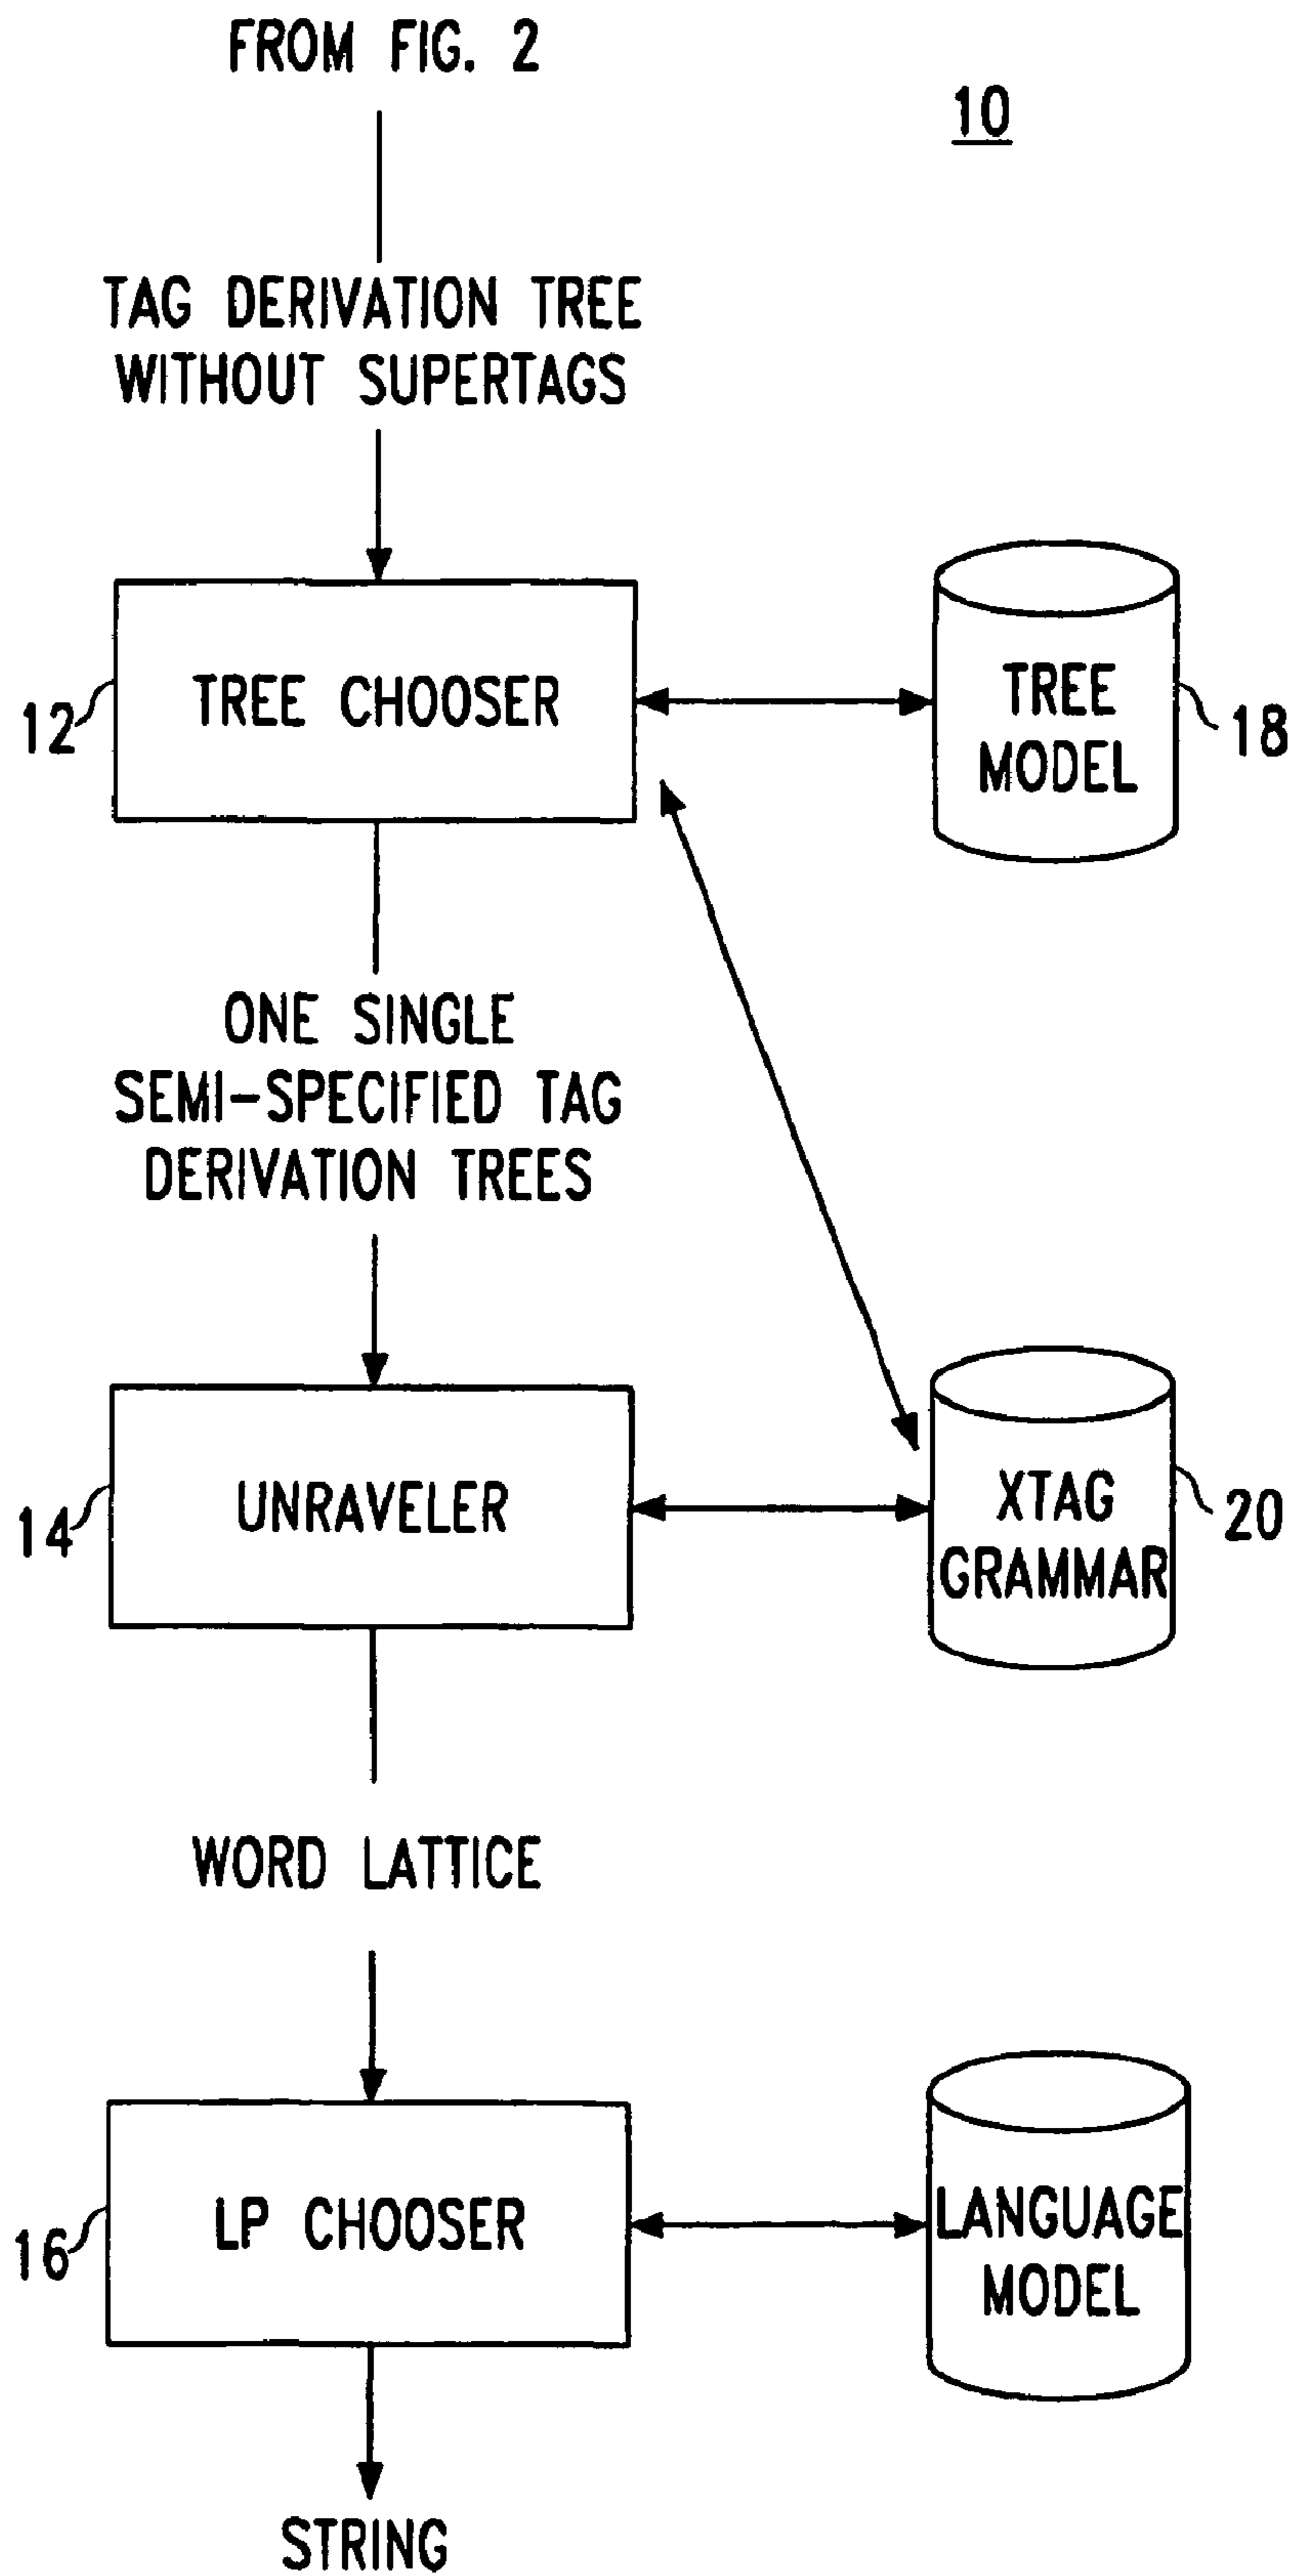 FROM FIG. 2
10
TAG DERIVATION TREE
WITHOUT SUPERTAGS
12
TREE CHOOSER
TREE
MODEL
18
ONE SINGLE
SEMI-SPECIFIED TAG
DERIVATION TREES
14
UNRAVELER
XTAG
GRAMMAR
20
WORD LATTICE
16
LP CHOOSER
LANGUAGE
MODEL
STRING